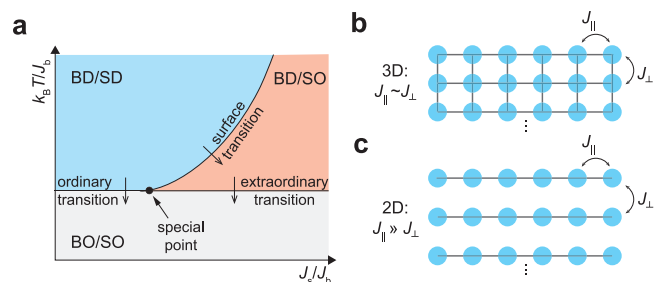 a
k_B T/J_b
BD/SD
BD/SO
surface
transition
ordinary
transition
extraordinary
transition
special
point
BO/SO
J_s/J_b
b
3D:
J_∥~J_⊥
J_∥
J_⊥
⋮
c
2D:
J_∥ » J_⊥
J_∥
J_⊥
⋮